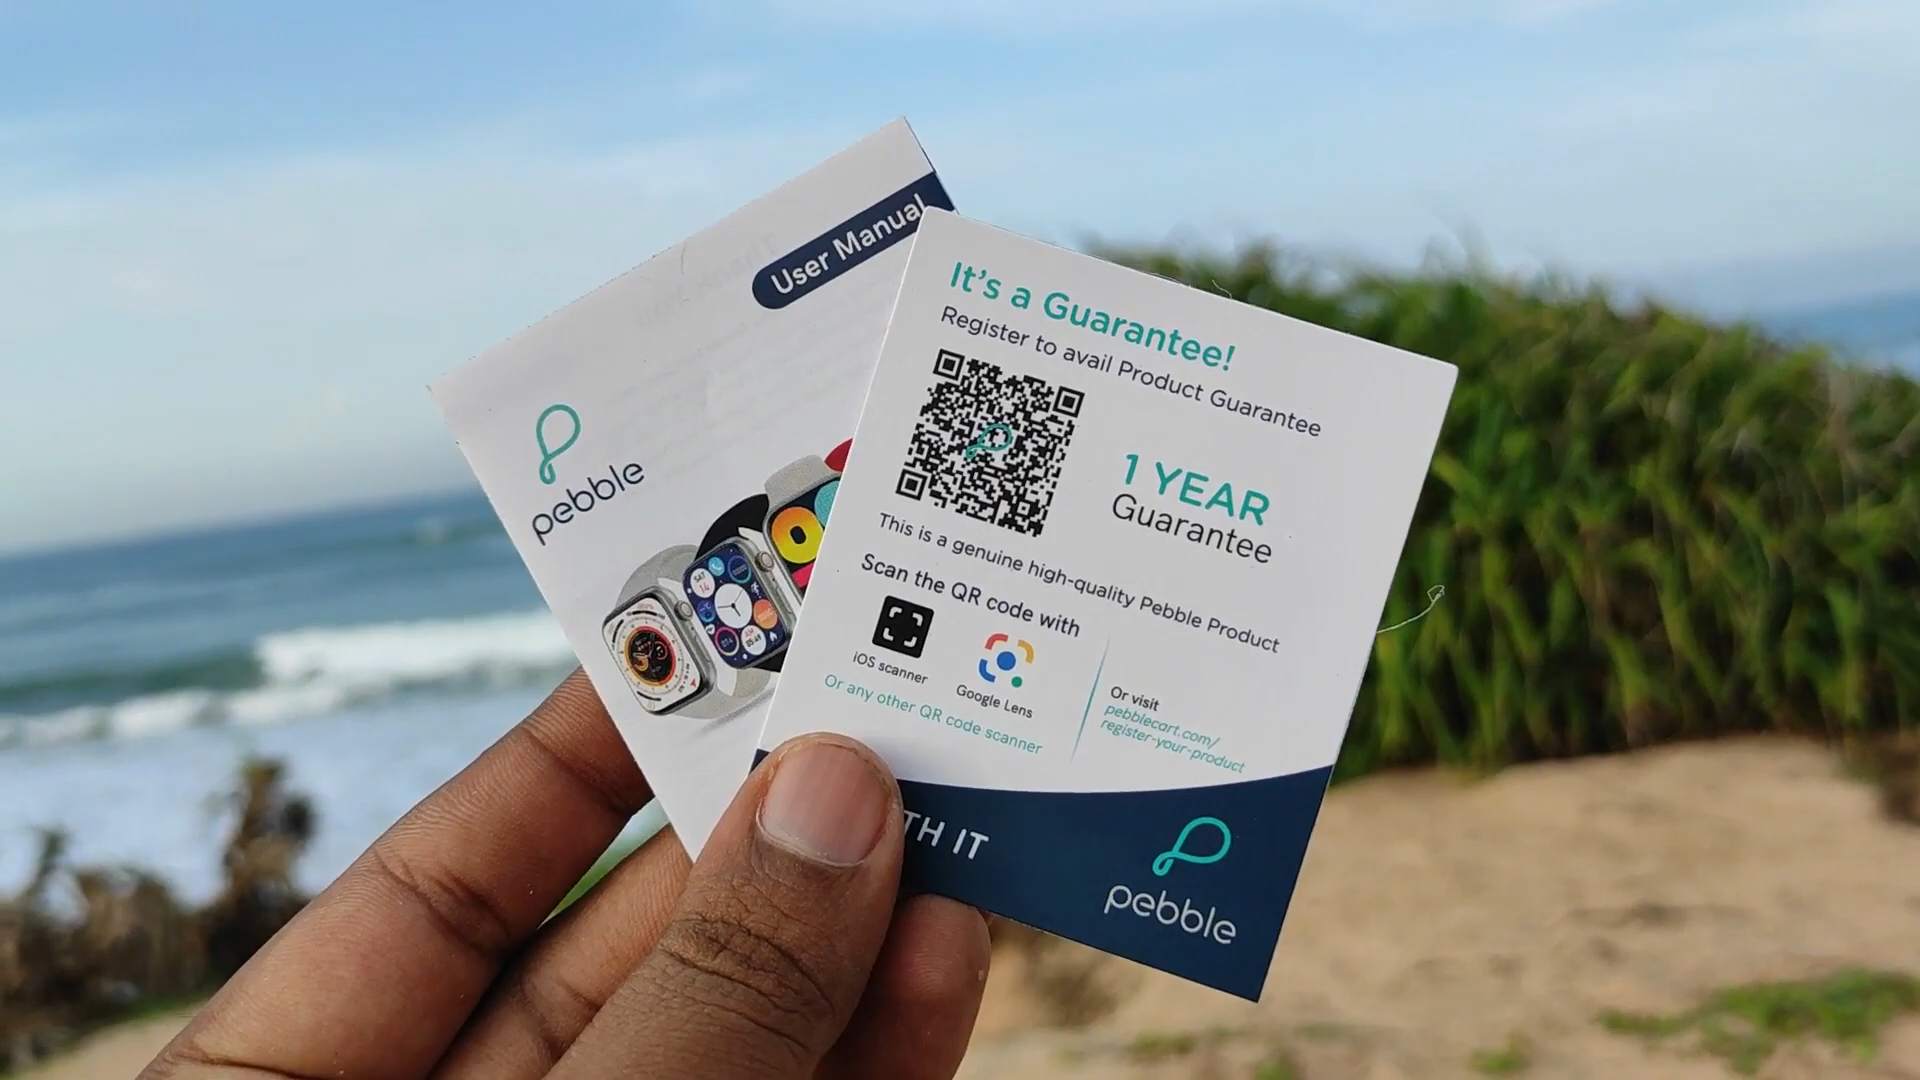 User Manual
pebble
It's a Guarantee!
Register to avail Product Guarantee
1 YEAR
Guarantee
This is a genuine high-quality Pebble Product
Scan the QR code with
iOS scanner
Google Lens
Or any other QR code scanner
Or visit
pebblecart.com/
register-your-product
TH IT
pebble